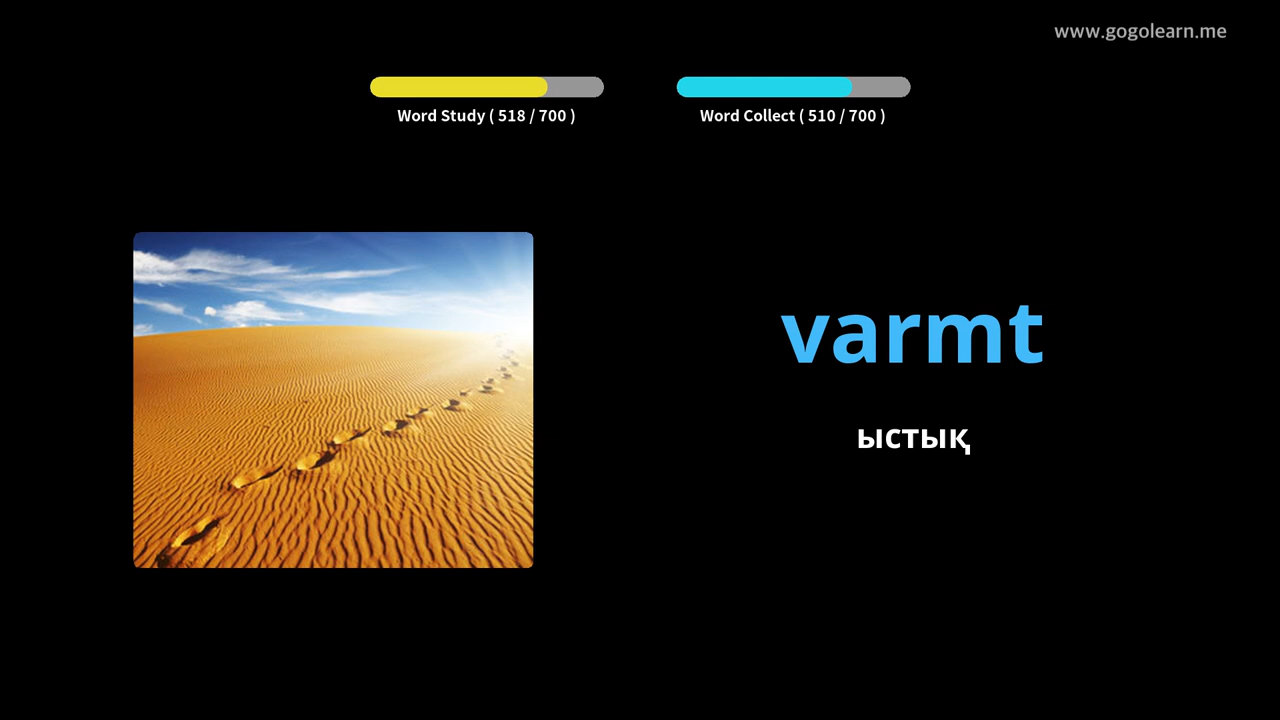 www.gogolearn.me
Word Study ( 518 / 700 )
Word Collect ( 510 / 700 )
varmt
ыстық